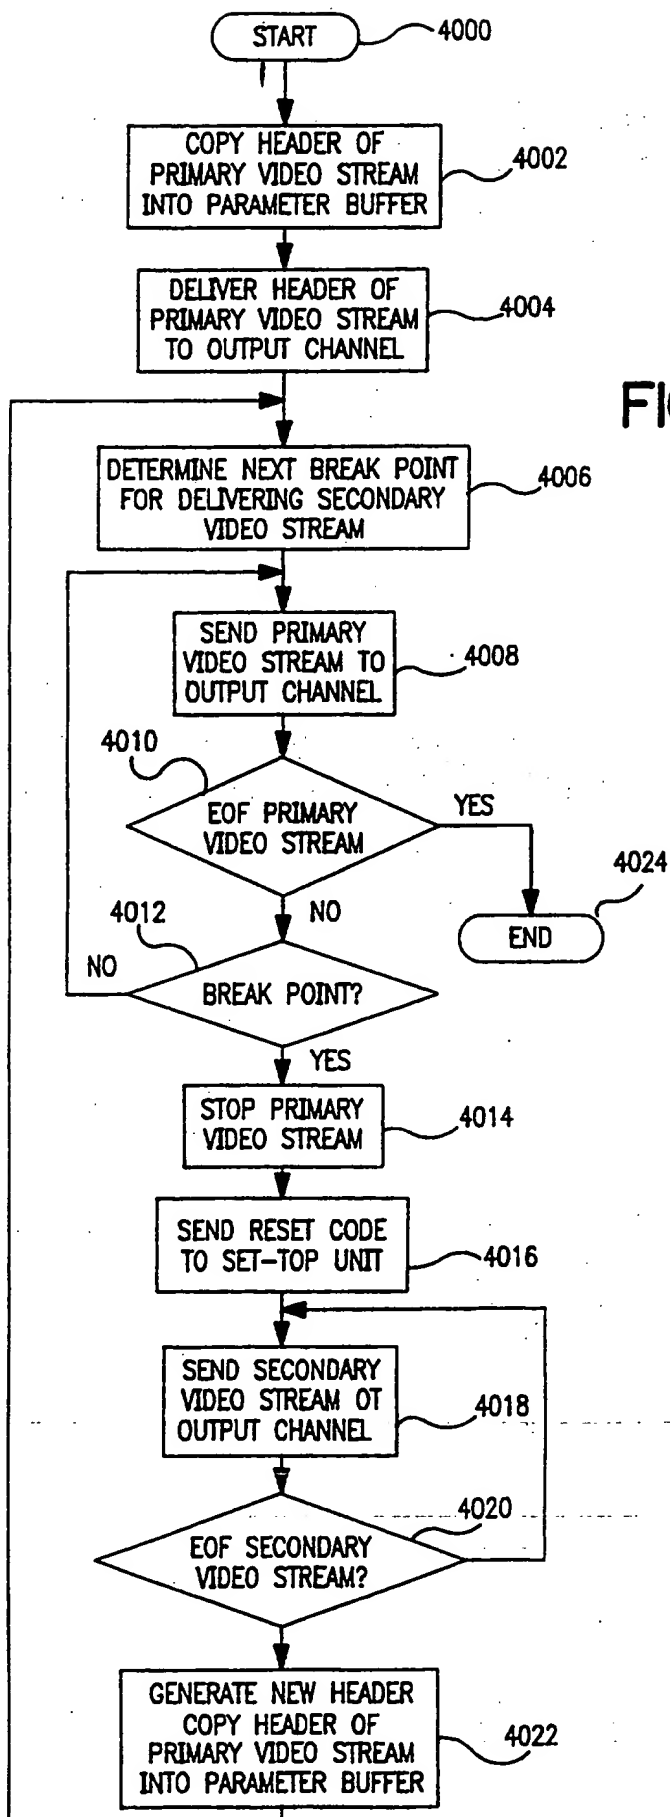 START
4000
COPY HEADER OF
PRIMARY VIDEO STREAM
INTO PARAMETER BUFFER
4002
DELIVER HEADER OF
PRIMARY VIDEO STREAM
TO OUTPUT CHANNEL
4004
FIG
DETERMINE NEXT BREAK POINT
FOR DELIVERING SECONDARY
VIDEO STREAM
4006
SEND PRIMARY
VIDEO STREAM TO
OUTPUT CHANNEL
4008
4010
EOF PRIMARY
VIDEO STREAM
YES
4024
END
NO
4012
NO
BREAK POINT?
YES
STOP PRIMARY
VIDEO STREAM
4014
SEND RESET CODE
TO SET-TOP UNIT
4016
SEND SECONDARY
VIDEO STREAM OT
OUTPUT CHANNEL
4018
4020
EOF SECONDARY
VIDEO STREAM?
GENERATE NEW HEADER
COPY HEADER OF
PRIMARY VIDEO STREAM
INTO PARAMETER BUFFER
4022